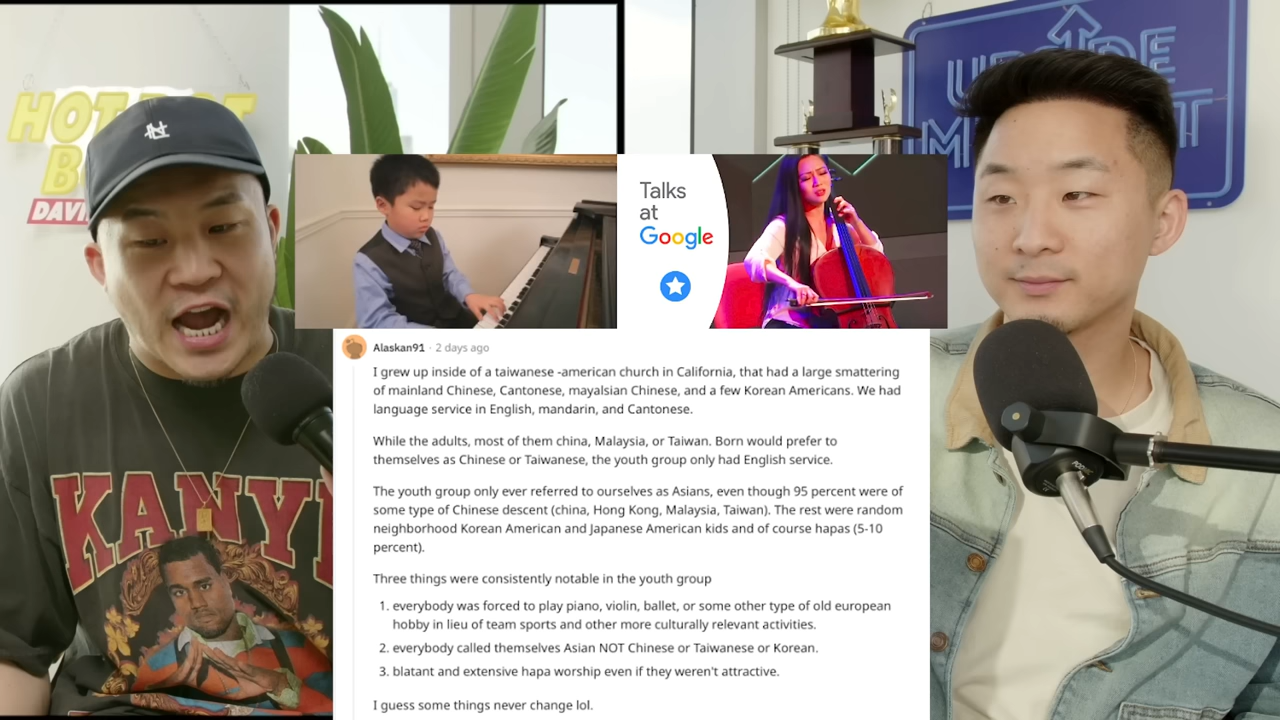 HOT POT
B
DAVI
NC
KANYE
UPSIDE
M T
Talks
at
Google
Alaskan91 · 2 days ago
I grew up inside of a taiwanese -american church in California, that had a large smattering
of mainland Chinese, Cantonese, mayalsian Chinese, and a few Korean Americans. We had
language service in English, mandarin, and Cantonese.
While the adults, most of them china, Malaysia, or Taiwan. Born would prefer to
themselves as Chinese or Taiwanese, the youth group only had English service.
The youth group only ever referred to ourselves as Asians, even though 95 percent were of
some type of Chinese descent (china, Hong Kong, Malaysia, Taiwan). The rest were random
neighborhood Korean American and Japanese American kids and of course hapas (5-10
percent).
Three things were consistently notable in the youth group
1. everybody was forced to play piano, violin, ballet, or some other type of old european
hobby in lieu of team sports and other more culturally relevant activities.
2. everybody called themselves Asian NOT Chinese or Taiwanese or Korean.
3. blatant and extensive hapa worship even if they weren't attractive.
I guess some things never change lol.